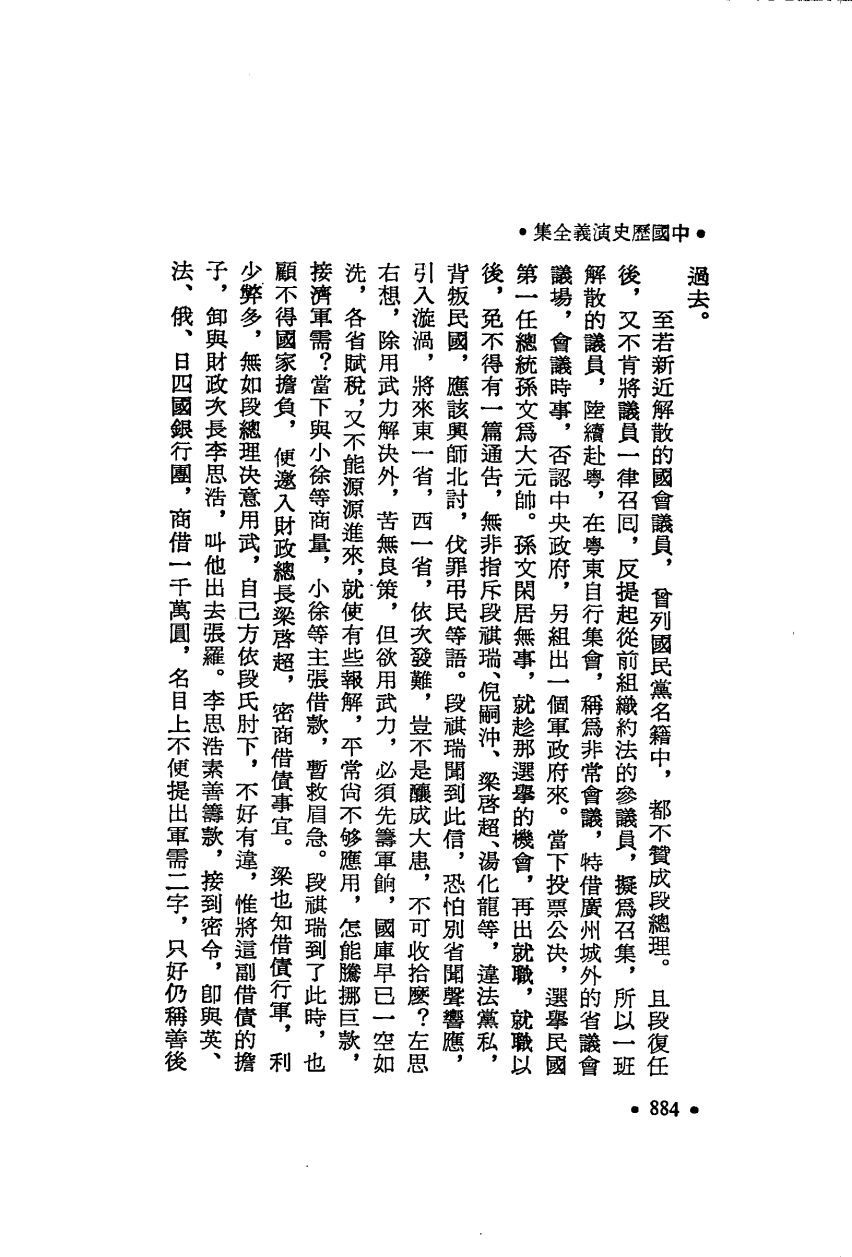 •中國歷史演義全集•
過去。
至若新近解散的國會議員，曾列國民黨名籍中，都不贊成段總理。且段復任
後，又不肯將議員一律召回，反提起從前組織約法的參議員，擬爲召集，所以一班
解散的議員，陸續赴粵，在粵東自行集會，稱爲非常會議，特借廣州城外的省議會
議場，會議時事，否認中央政府，另組出一個軍政府來。當下投票公決，選舉民國
第一任總統孫文爲大元帥。孫文閑居無事，就趁那選舉的機會，再出就職，就職以
後，免不得有一篇通告，無非指斥段祺瑞、倪嗣沖、梁啓超、湯化龍等，違法黨私，
背叛民國，應該興師北討，伐罪弔民等語。段祺瑞聞到此信，恐怕別省聞聲響應，
引入漩渦，將來東一省，西一省，依次發難，豈不是釀成大患，不可收拾麼？左思
右想，除用武力解決外，苦無良策，但欲用武力，必須先籌軍餉，國庫早已一空如
洗，各省賦稅，又不能源源進來，就使有些報解，平常尙不够應用，怎能騰挪巨款，
接濟軍需？當下與小徐等商量，小徐等主張借款，暫救眉急。段祺瑞到了此時，也
顧不得國家擔負，便邀入財政總長梁啓超，密商借債事宜。梁也知借債行軍，利
少弊多，無如段總理決意用武，自己方依段氏肘下，不好有違，惟將這副借債的擔
子，卸與財政次長李思浩，叫他出去張羅。李思浩素善籌款，接到密令，卽與英、
法、俄、日四國銀行團，商借一千萬圓，名目上不便提出軍需二字，只好仍稱善後
•884•